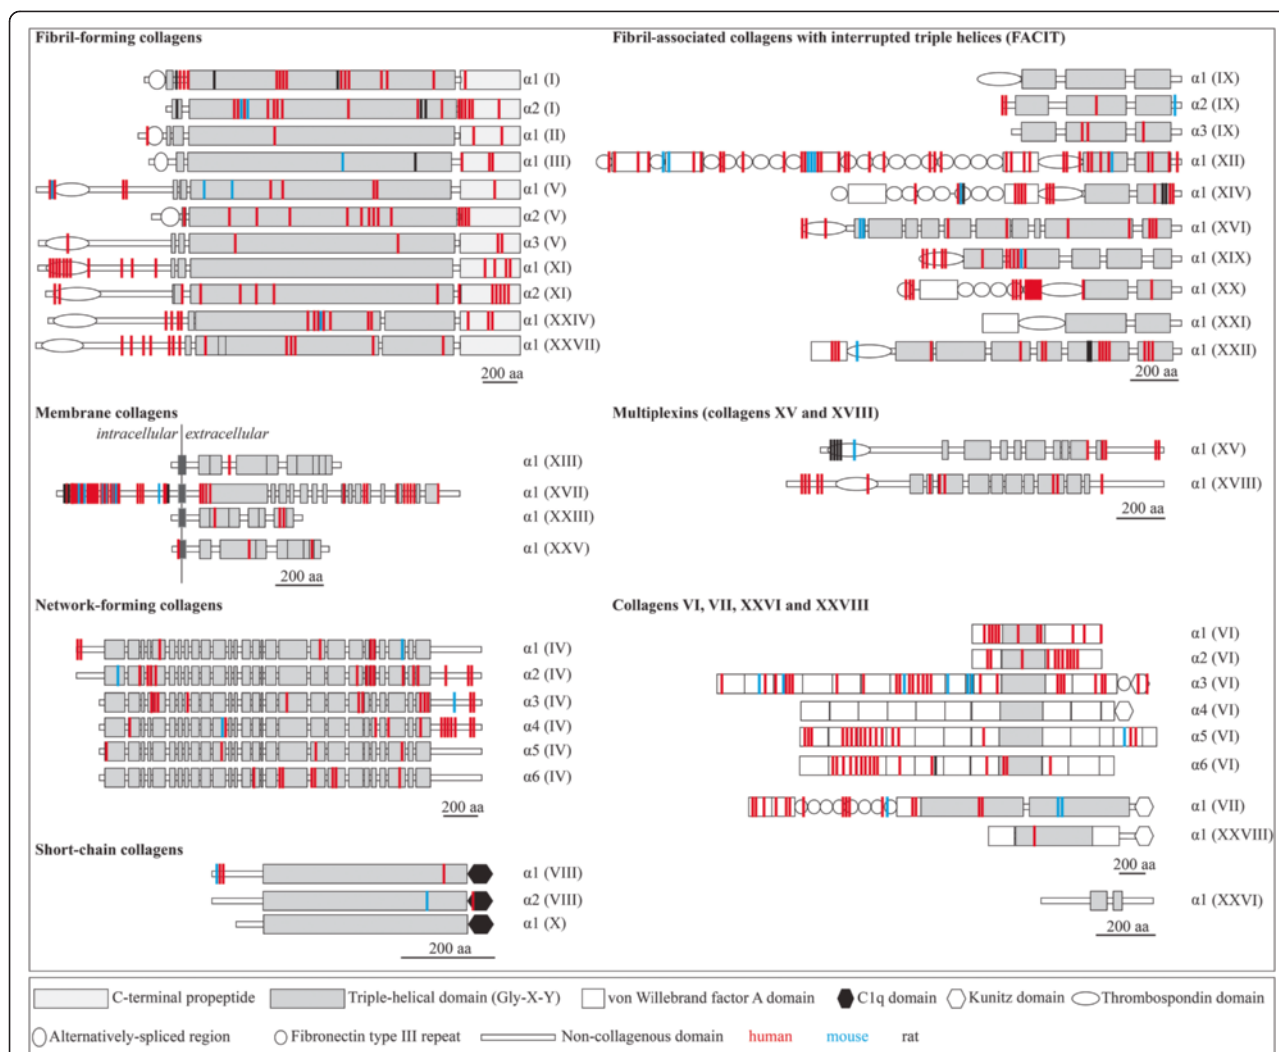 Fibril-forming collagens
α1 (I)
α2 (I)
α1 (II)
α1 (III)
α1 (V)
α2 (V)
α3 (V)
α1 (XI)
α2 (XI)
α1 (XXIV)
α1 (XXVII)
200 aa
Fibril-associated collagens with interrupted triple helices (FACIT)
α1 (IX)
α2 (IX)
α3 (IX)
α1 (XII)
α1 (XIV)
α1 (XVI)
α1 (XIX)
α1 (XX)
α1 (XXI)
α1 (XXII)
200 aa
Membrane collagens
intracellular extracellular
α1 (XIII)
α1 (XVII)
α1 (XXIII)
α1 (XXV)
200 aa
Multiplexins (collagens XV and XVIII)
α1 (XV)
α1 (XVIII)
200 aa
Network-forming collagens
α1 (IV)
α2 (IV)
α3 (IV)
α4 (IV)
α5 (IV)
α6 (IV)
200 aa
Collagens VI, VII, XXVI and XXVIII
α1 (VI)
α2 (VI)
α3 (VI)
α4 (VI)
α5 (VI)
α6 (VI)
α1 (VII)
α1 (XXVIII)
200 aa
α1 (XXVI)
200 aa
Short-chain collagens
α1 (VIII)
α2 (VIII)
α1 (X)
200 aa
C-terminal propeptide Triple-helical domain (Gly-X-Y) von Willebrand factor A domain C1q domain Kunitz domain Thrombospondin domain
Alternatively-spliced region Fibronectin type III repeat Non-collagenous domain human mouse rat